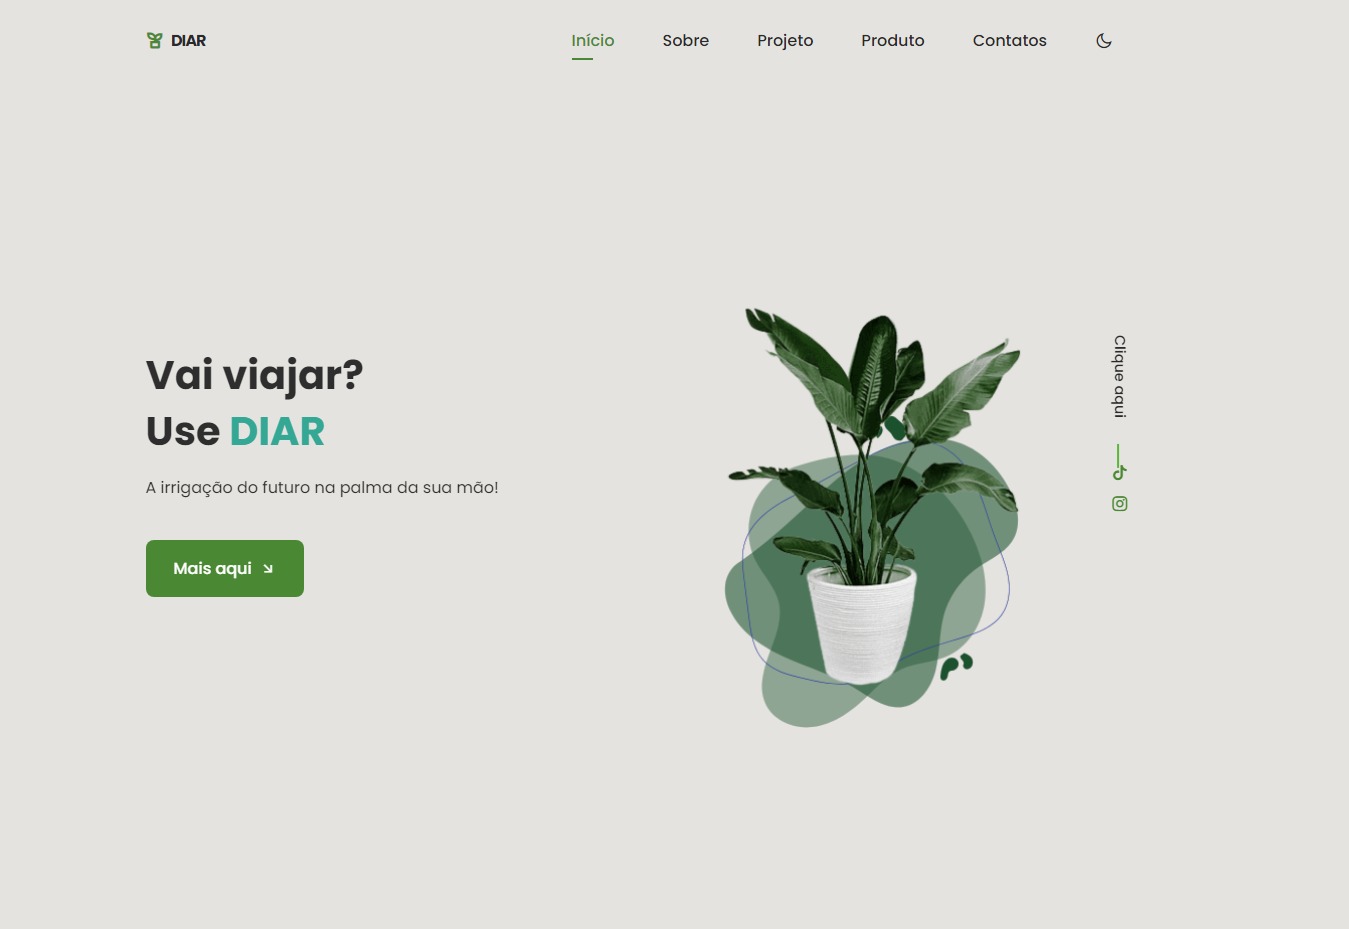 DIAR
Início
Sobre
Projeto
Produto
Contatos
Vai viajar?
Use DIAR
A irrigação do futuro na palma da sua mão!
Mais aqui
Clique aqui